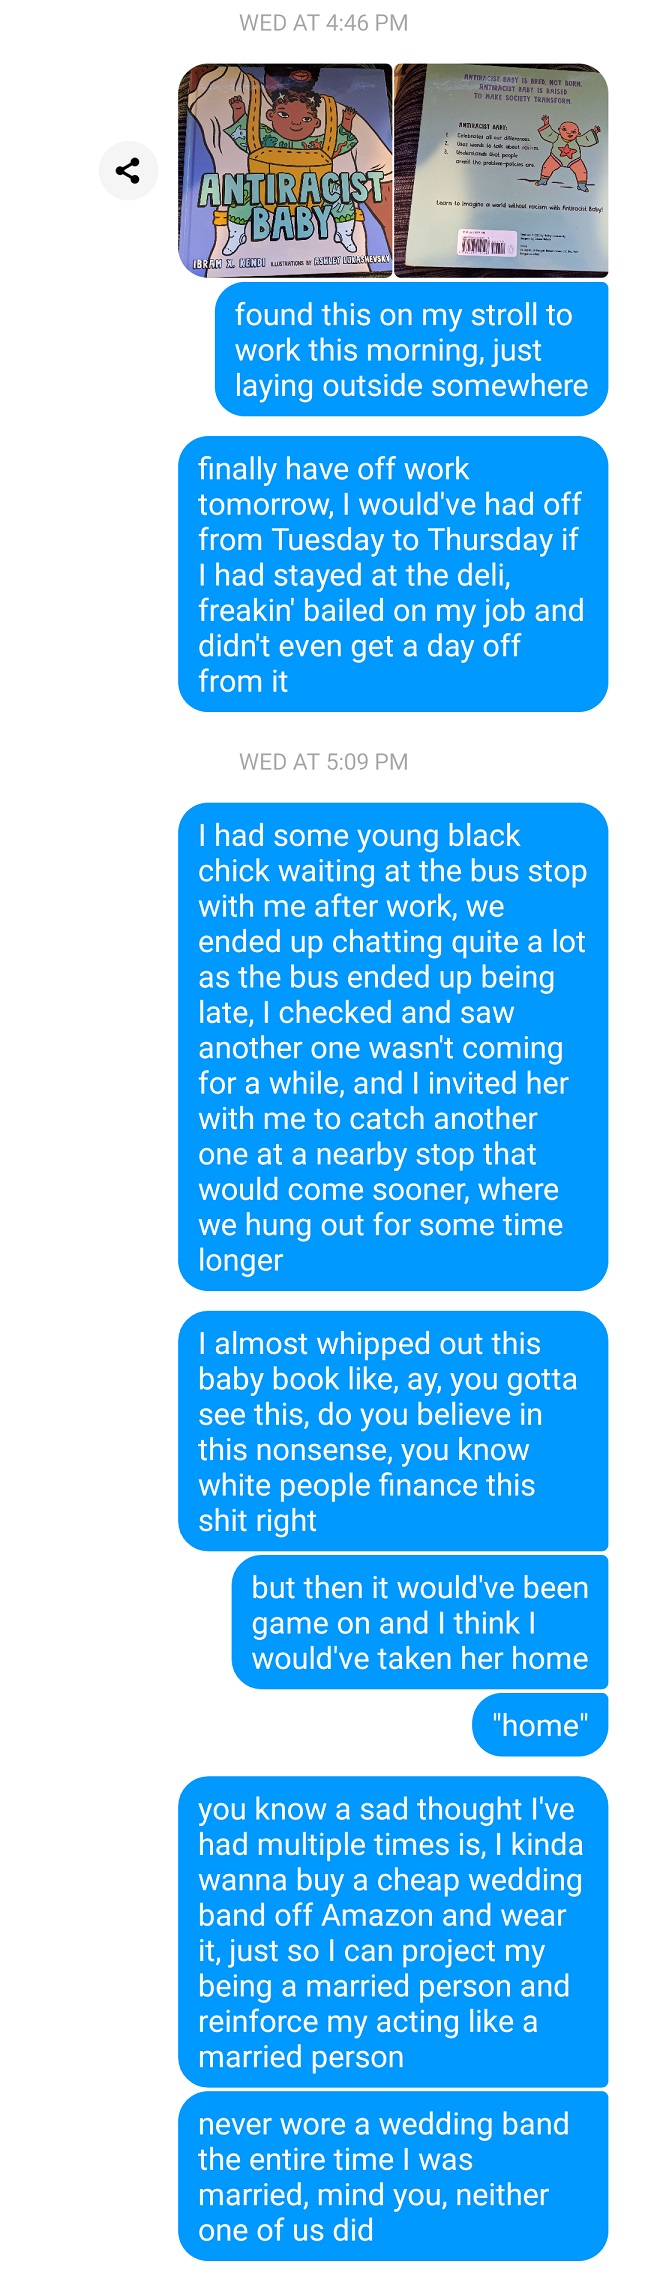 WED AT 4:46 PM
ANTIRACIST
BABY
IBRAM X. KENDI ILLUSTRATIONS BY ASHLEY LUKASHEVSKY
ANTIRACIST BABY IS BRED, NOT BORN.
ANTIRACIST BABY IS RAISED
TO MAKE SOCIETY TRANSFORM.
ANTIRACIST BABY:
1. Celebrates all our differences.
2. Uses words to talk about racism.
3. Understands that people
aren't the problem—policies are.
Learn to imagine a world without racism with Antiracist Baby!
found this on my stroll to
work this morning, just
laying outside somewhere
finally have off work
tomorrow, I would've had off
from Tuesday to Thursday if
I had stayed at the deli,
freakin' bailed on my job and
didn't even get a day off
from it
WED AT 5:09 PM
I had some young black
chick waiting at the bus stop
with me after work, we
ended up chatting quite a lot
as the bus ended up being
late, I checked and saw
another one wasn't coming
for a while, and I invited her
with me to catch another
one at a nearby stop that
would come sooner, where
we hung out for some time
longer
I almost whipped out this
baby book like, ay, you gotta
see this, do you believe in
this nonsense, you know
white people finance this
shit right
but then it would've been
game on and I think I
would've taken her home
"home"
you know a sad thought I've
had multiple times is, I kinda
wanna buy a cheap wedding
band off Amazon and wear
it, just so I can project my
being a married person and
reinforce my acting like a
married person
never wore a wedding band
the entire time I was
married, mind you, neither
one of us did